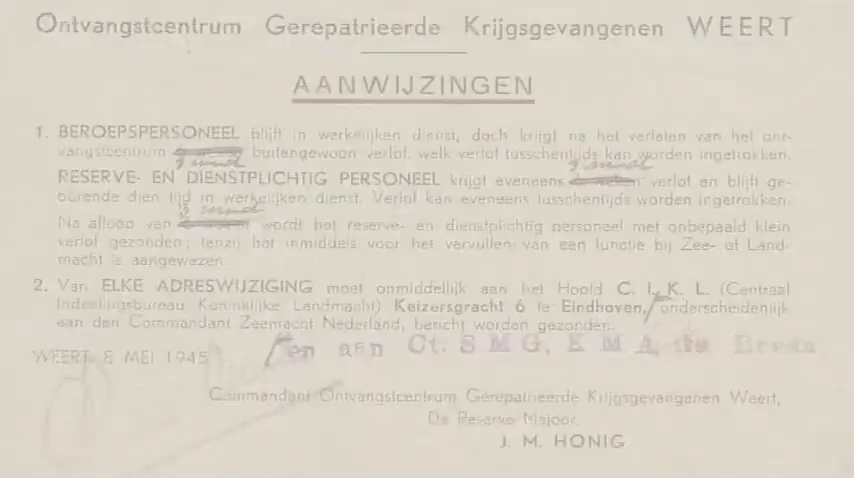 Ontvangstcentrum Gerepatrieerde Krijgsgevangenen WEERT
AANWIJZINGEN
1. BEROEPSPERSONEEL blijft in werkelijken dienst, doch krijgt na het verlaten van het ont-
vangstcentrum buitengewoon verlof, welk verlof tusschentijds kan worden ingetrokken.
RESERVE- EN DIENSTPLICHTIG PERSONEEL krijgt eveneens verlof en blijft ge-
durende dien tijd in werkelijken dienst. Verlof kan eveneens tusschentijds worden ingetrokken.
Na afloop van wordt het reserve- en dienstplichtig personeel met onbepaald klein
verlof gezonden; tenzij het inmiddels voor het vervullen van een functie bij Zee- of Land-
macht is aangewezen.
2. Van ELKE ADRESWIJZIGING moet onmiddellijk aan het Hoofd C. I. K. L. (Centraal
Indeelingsbureau Koninklijke Landmacht) Keizersgracht 6 te Eindhoven, onderscheidenlijk
aan den Commandant Zeemacht Nederland, bericht worden gezonden.
en aan Ct. S M G, K M A, te Breda
WEERT, 8 MEI 1945
Commandant Ontvangstcentrum Gerepatrieerde Krijgsgevangenen Weert,
De Reserve Majoor,
J. M. HONIG